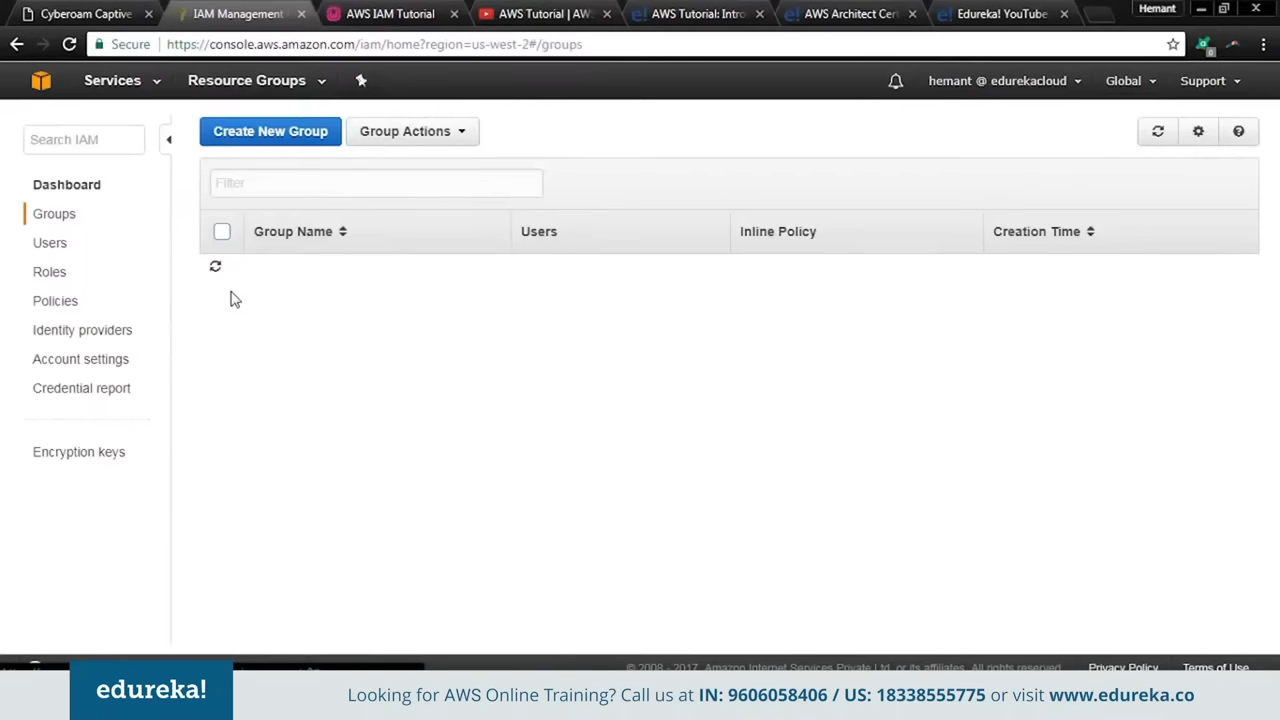 Cyberoam Captive
IAM Management
AWS IAM Tutorial
AWS Tutorial | AW
AWS Tutorial: Intro
AWS Architect Cert
Edureka! YouTube
Hemant
Secure
https://console.aws.amazon.com/iam/home?region=us-west-2#/groups
Services
Resource Groups
hemant @ edurekacloud
Global
Support
Search IAM
Create New Group
Group Actions
Filter
Dashboard
Groups
Users
Roles
Policies
Identity providers
Account settings
Credential report
Encryption keys
Group Name
Users
Inline Policy
Creation Time
© 2008 - 2017, Amazon Internet Services Private Ltd. or its affiliates. All rights reserved.
Privacy Policy
Terms of Use
edureka!
Looking for AWS Online Training? Call us at IN: 9606058406 / US: 18338555775 or visit www.edureka.co